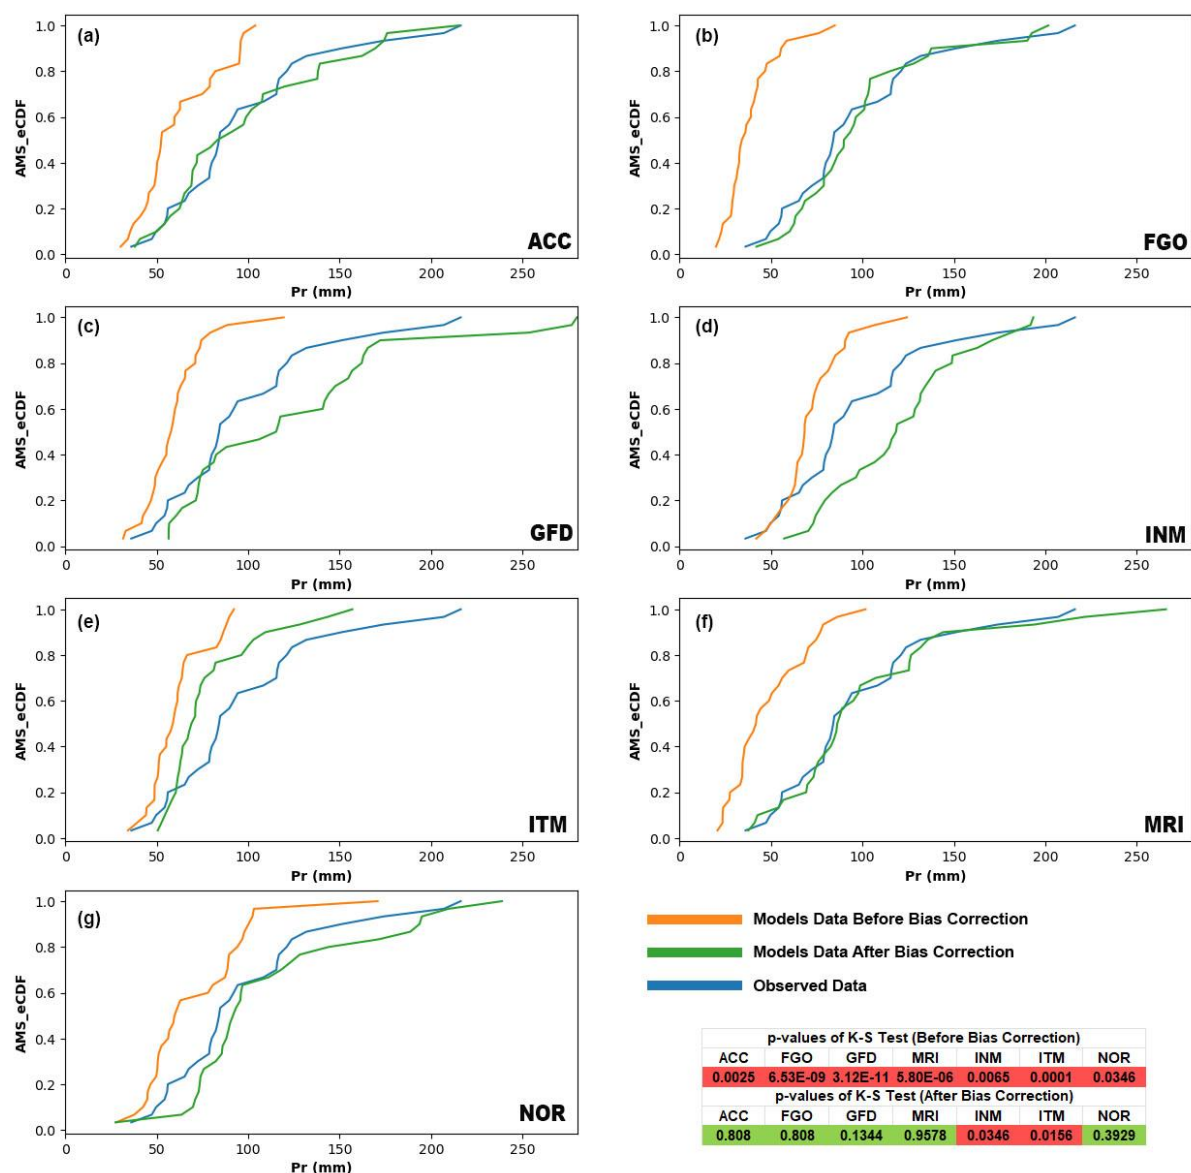 (a)
1.0
0.8
0.6
0.4
0.2
0.0
AMS_eCDF
0 50 100 150 200 250
Pr (mm)
ACC
(b)
1.0
0.8
0.6
0.4
0.2
0.0
AMS_eCDF
0 50 100 150 200 250
Pr (mm)
FGO
(c)
1.0
0.8
0.6
0.4
0.2
0.0
AMS_eCDF
0 50 100 150 200 250
Pr (mm)
GFD
(d)
1.0
0.8
0.6
0.4
0.2
0.0
AMS_eCDF
0 50 100 150 200 250
Pr (mm)
INM
(e)
1.0
0.8
0.6
0.4
0.2
0.0
AMS_eCDF
0 50 100 150 200 250
Pr (mm)
ITM
(f)
1.0
0.8
0.6
0.4
0.2
0.0
AMS_eCDF
0 50 100 150 200 250
Pr (mm)
MRI
(g)
1.0
0.8
0.6
0.4
0.2
0.0
AMS_eCDF
0 50 100 150 200 250
Pr (mm)
NOR
Models Data Before Bias Correction
Models Data After Bias Correction
Observed Data
p-values of K-S Test (Before Bias Correction)
ACC FGO GFD MRI INM ITM NOR
0.0025 6.53E-09 3.12E-11 5.80E-06 0.0065 0.0001 0.0346
p-values of K-S Test (After Bias Correction)
ACC FGO GFD MRI INM ITM NOR
0.808 0.808 0.1344 0.9578 0.0346 0.0156 0.3929